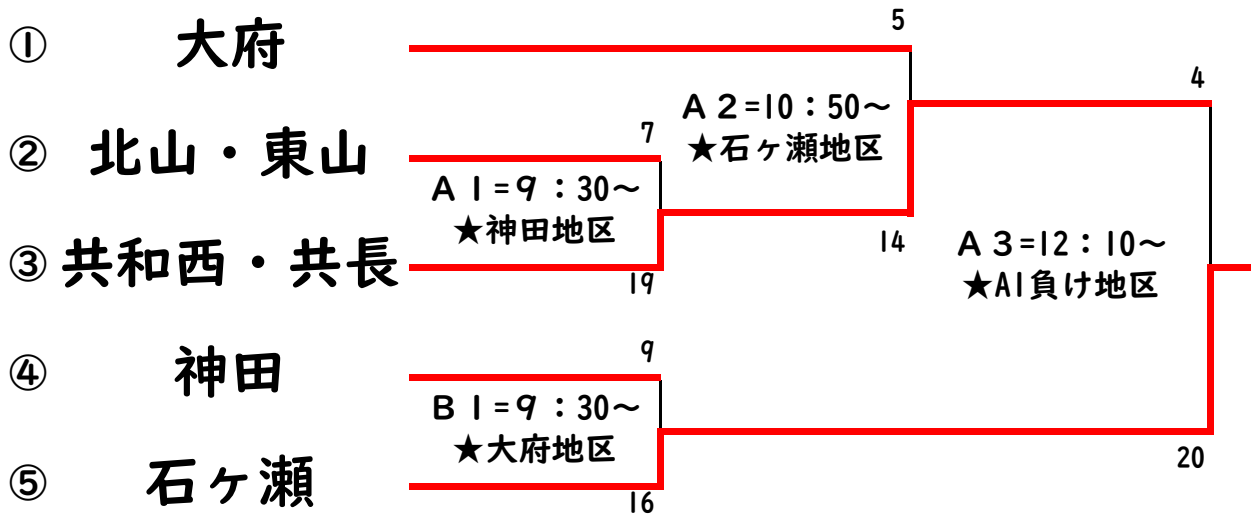 ① 大府
5
4
A2=10：50～
★石ヶ瀬地区
② 北山・東山
7
A1=9：30～
★神田地区
③ 共和西・共長
19
14
A3=12：10～
★A1負け地区
④ 神田
9
B1=9：30～
★大府地区
20
⑤ 石ヶ瀬
16